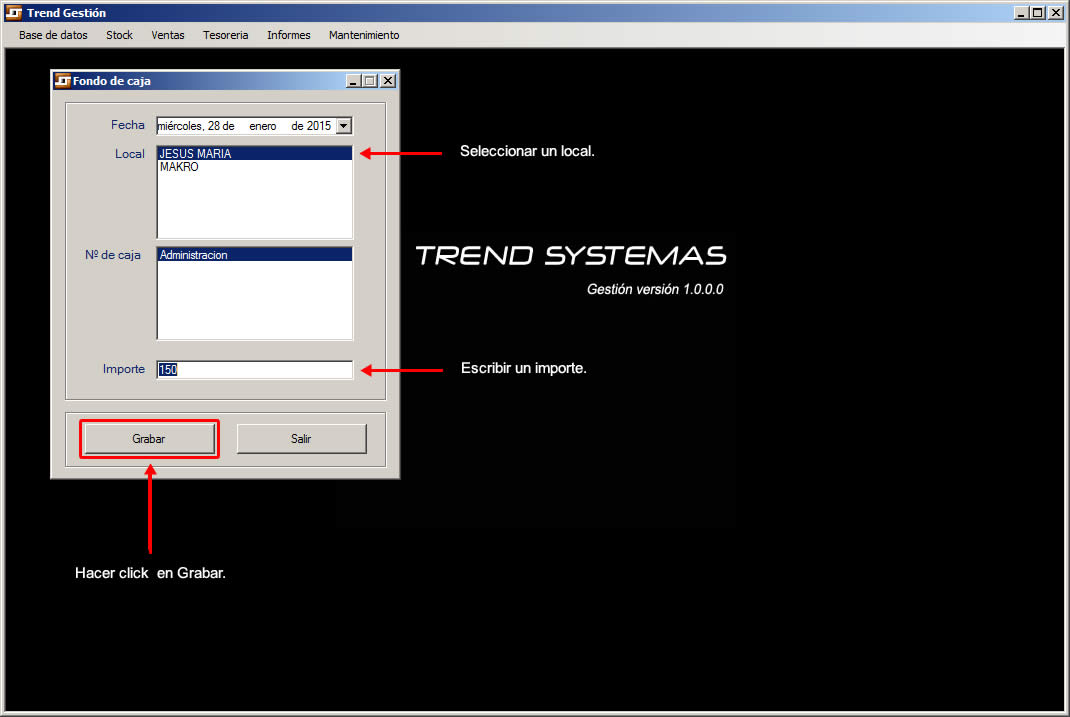 Trend Gestión
Base de datos Stock Ventas Tesoreria Informes Mantenimiento
Fondo de caja
Fecha miércoles, 28 de enero de 2015
Local JESUS MARIA
MAKRO
Seleccionar un local.
Nº de caja Administracion
TREND SYSTEMAS
Gestión versión 1.0.0.0
Importe 150
Escribir un importe.
Grabar Salir
Hacer click en Grabar.